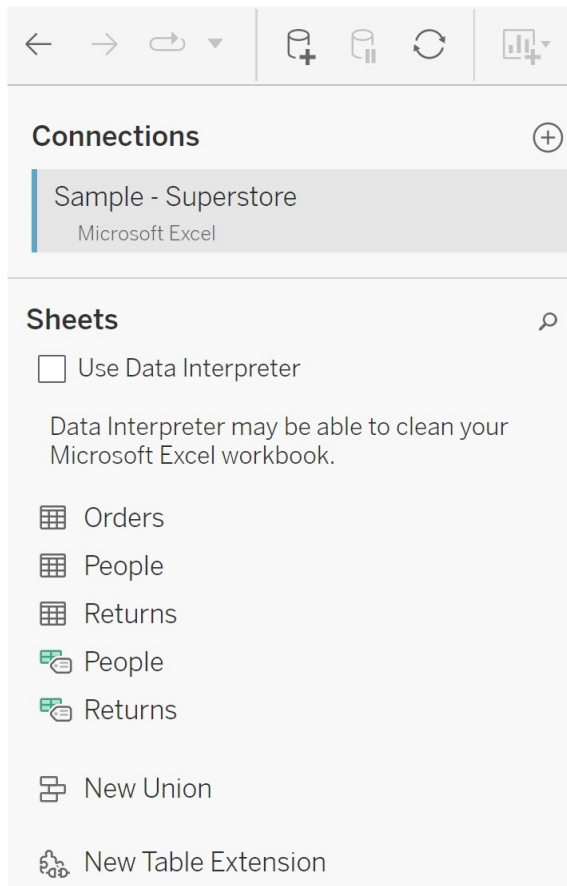 Connections
Sample - Superstore
Microsoft Excel
Sheets
Use Data Interpreter
Data Interpreter may be able to clean your
Microsoft Excel workbook.
Orders
People
Returns
People
Returns
New Union
New Table Extension